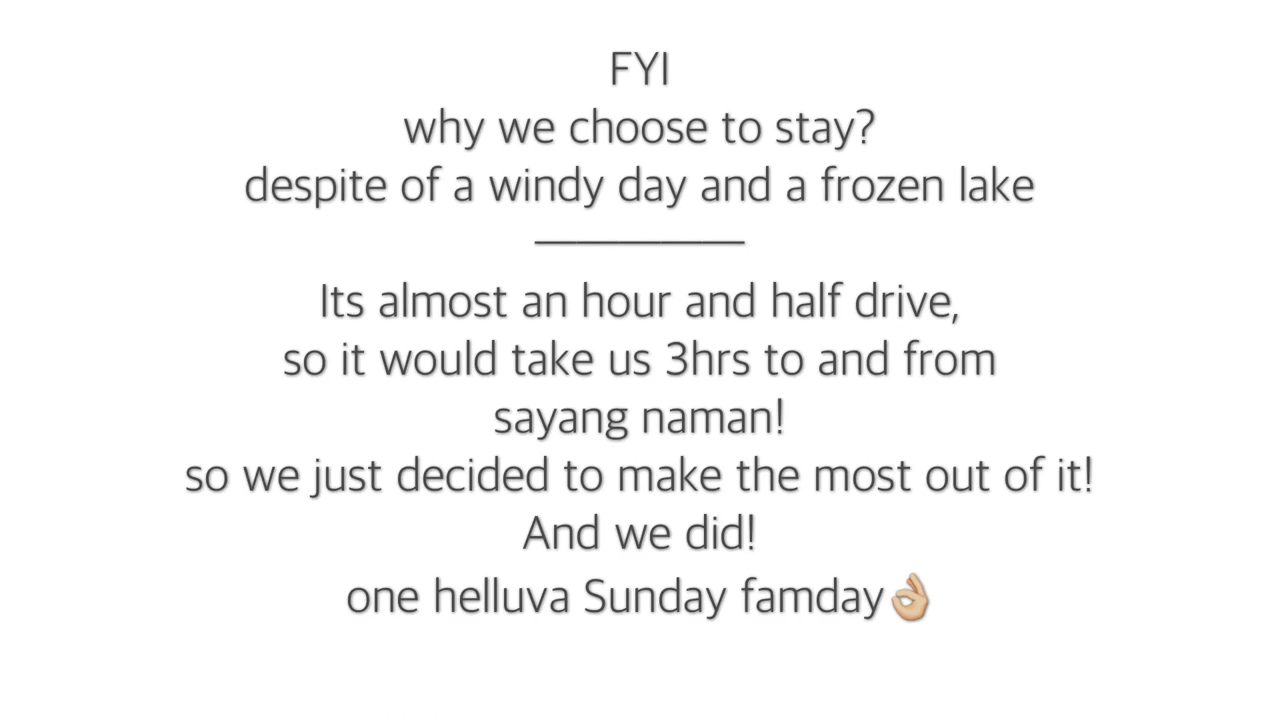 FYI
why we choose to stay?
despite of a windy day and a frozen lake
Its almost an hour and half drive,
so it would take us 3hrs to and from
sayang naman!
so we just decided to make the most out of it!
And we did!
one helluva Sunday famday👌🏼